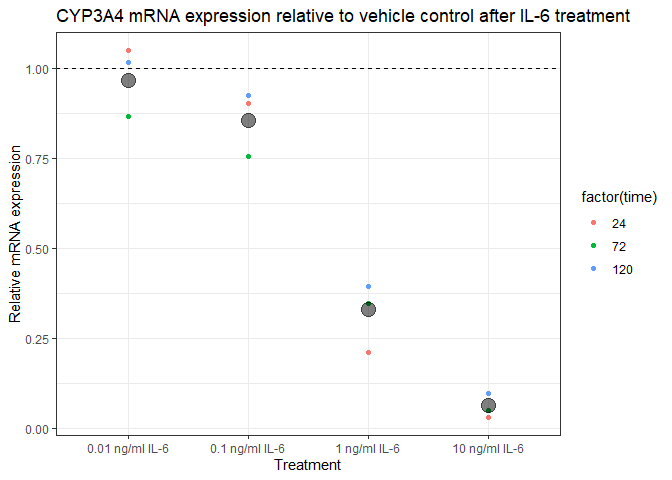 CYP3A4 mRNA expression relative to vehicle control after IL-6 treatment
1.00
0.75
0.50
0.25
0.00
Relative mRNA expression
0.01 ng/ml IL-6
0.1 ng/ml IL-6
1 ng/ml IL-6
10 ng/ml IL-6
Treatment
factor(time)
24
72
120